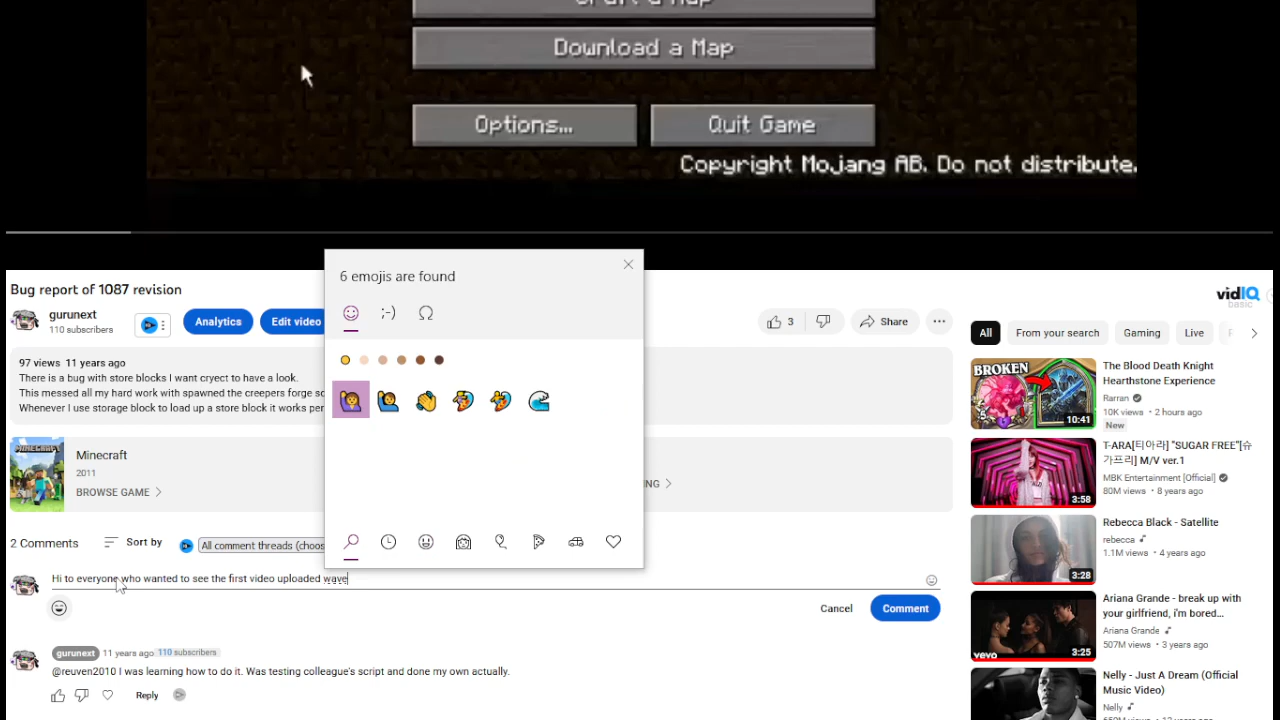 Craft a Map
Download a Map
Options...
Quit Game
Copyright Mojang AB. Do not distribute.
6 emojis are found
;-)
Ω
Bug report of 1087 revision
gurunext
110 subscribers
Analytics
Edit video
3
Share
vidIQ
basic
97 views 11 years ago
There is a bug with store blocks I want cryect to have a look.
This messed all my hard work with spawned the creepers forge
Whenever I use storage block to load up a store block it works
Minecraft
2011
BROWSE GAME
2 Comments
Sort by
All comment threads (choos
Hi to everyone who wanted to see the first video uploaded wave
Cancel
Comment
gurunext 11 years ago 110 subscribers
@reuven2010 I was learning how to do it. Was testing colleague's script and done my own actually.
Reply
All
From your search
Gaming
Live
BROKEN
10:41
The Blood Death Knight
Hearthstone Experience
Rarran
10K views • 2 hours ago
New
3:58
T-ARA[티아라] "SUGAR FREE"[슈
가프리] M/V ver.1
MBK Entertainment [Official]
80M views • 8 years ago
3:28
Rebecca Black - Satellite
rebecca
1.1M views • 4 years ago
vevo
3:25
Ariana Grande - break up with
your girlfriend, i'm bored...
Ariana Grande
507M views • 3 years ago
Nelly - Just A Dream (Official
Music Video)
Nelly